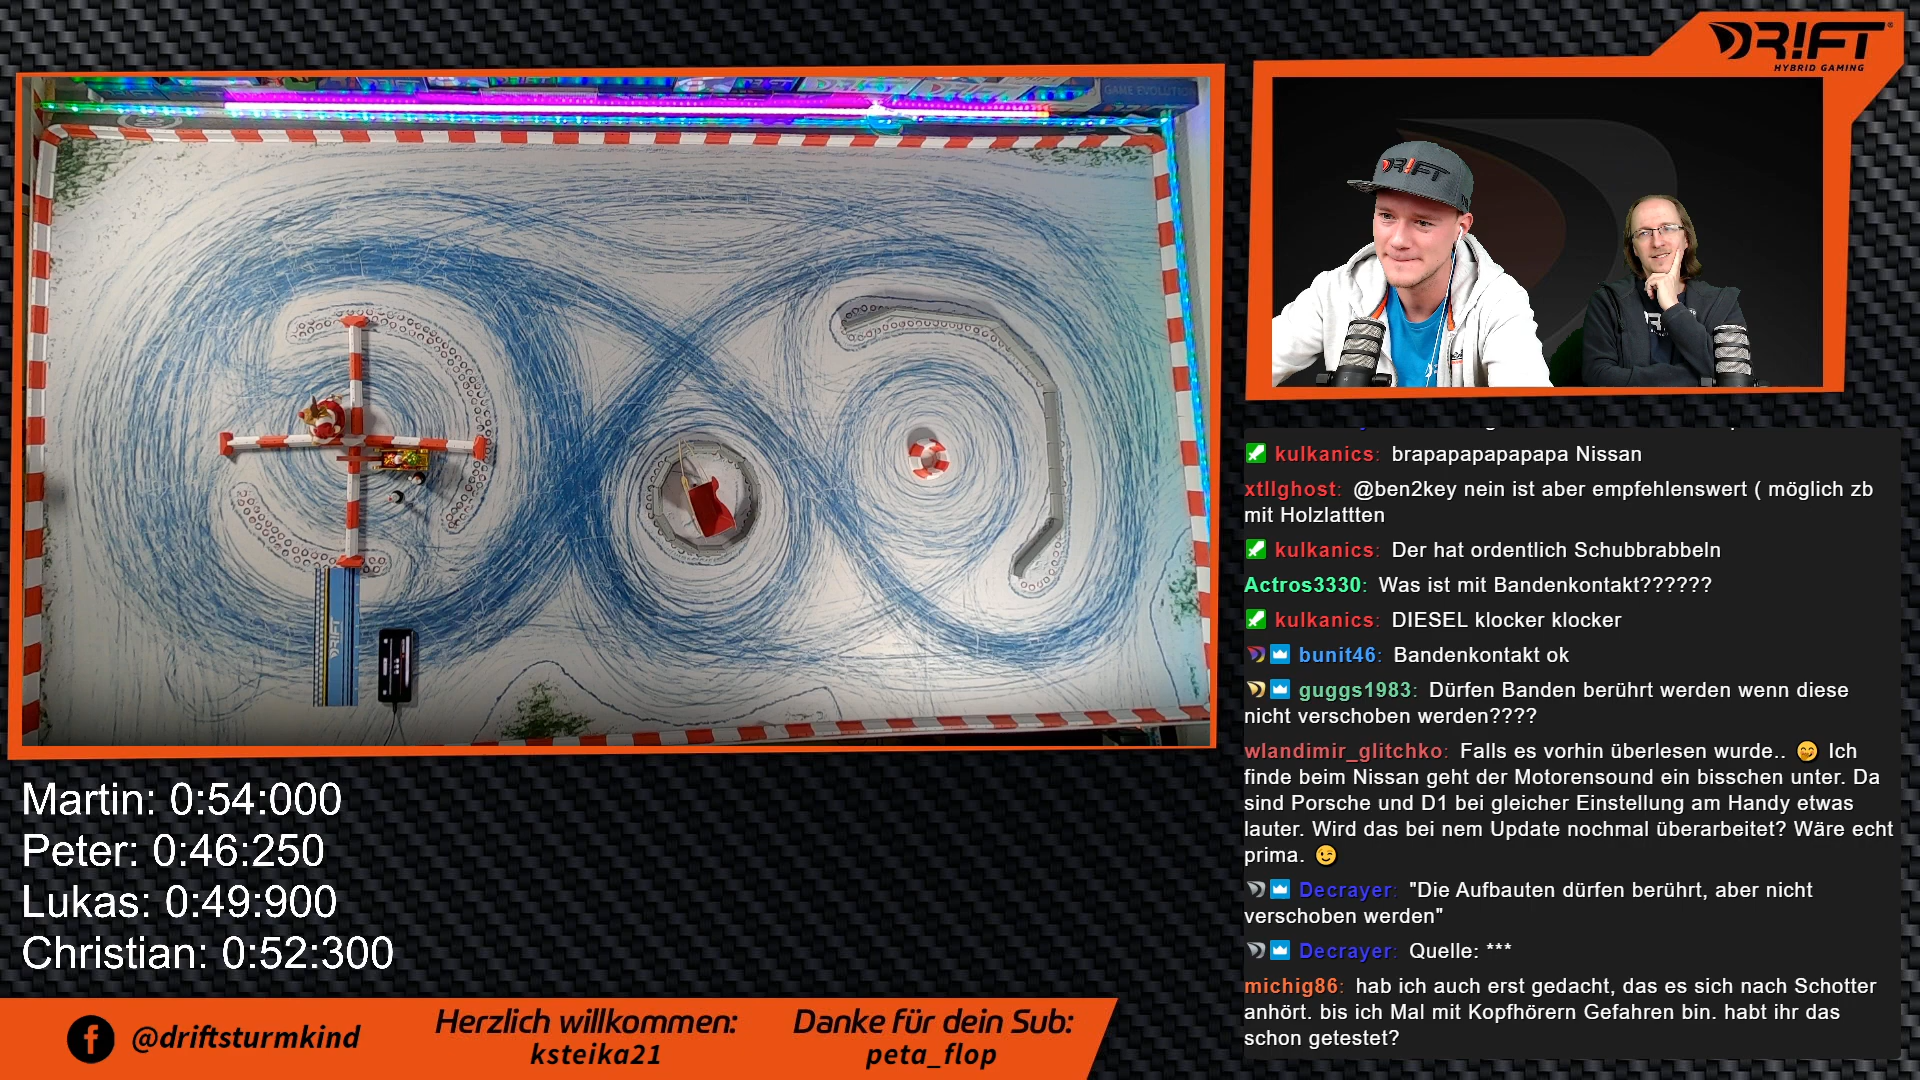 DR!FT
HYBRID GAMING
GAME EVOLUTION
DR!FT
DR!FT
kulkanics: brapapapapapapa Nissan
xtllghost: @ben2key nein ist aber empfehlenswert ( möglich zb
mit Holzlattten
kulkanics: Der hat ordentlich Schubbrabbeln
Actros3330: Was ist mit Bandenkontakt??????
kulkanics: DIESEL klocker klocker
bunit46: Bandenkontakt ok
guggs1983: Dürfen Banden berührt werden wenn diese
nicht verschoben werden????
wlandimir_glitchko: Falls es vorhin überlesen wurde.. 🤭 Ich
finde beim Nissan geht der Motorensound ein bisschen unter. Da
sind Porsche und D1 bei gleicher Einstellung am Handy etwas
lauter. Wird das bei nem Update nochmal überarbeitet? Wäre echt
prima. 😉
Decrayer: "Die Aufbauten dürfen berührt, aber nicht
verschoben werden"
Decrayer: Quelle: ***
michig86: hab ich auch erst gedacht, das es sich nach Schotter
anhört. bis ich Mal mit Kopfhörern Gefahren bin. habt ihr das
schon getestet?
Martin: 0:54:000
Peter: 0:46:250
Lukas: 0:49:900
Christian: 0:52:300
@driftsturmkind
Herzlich willkommen:
ksteika21
Danke für dein Sub:
peta_flop